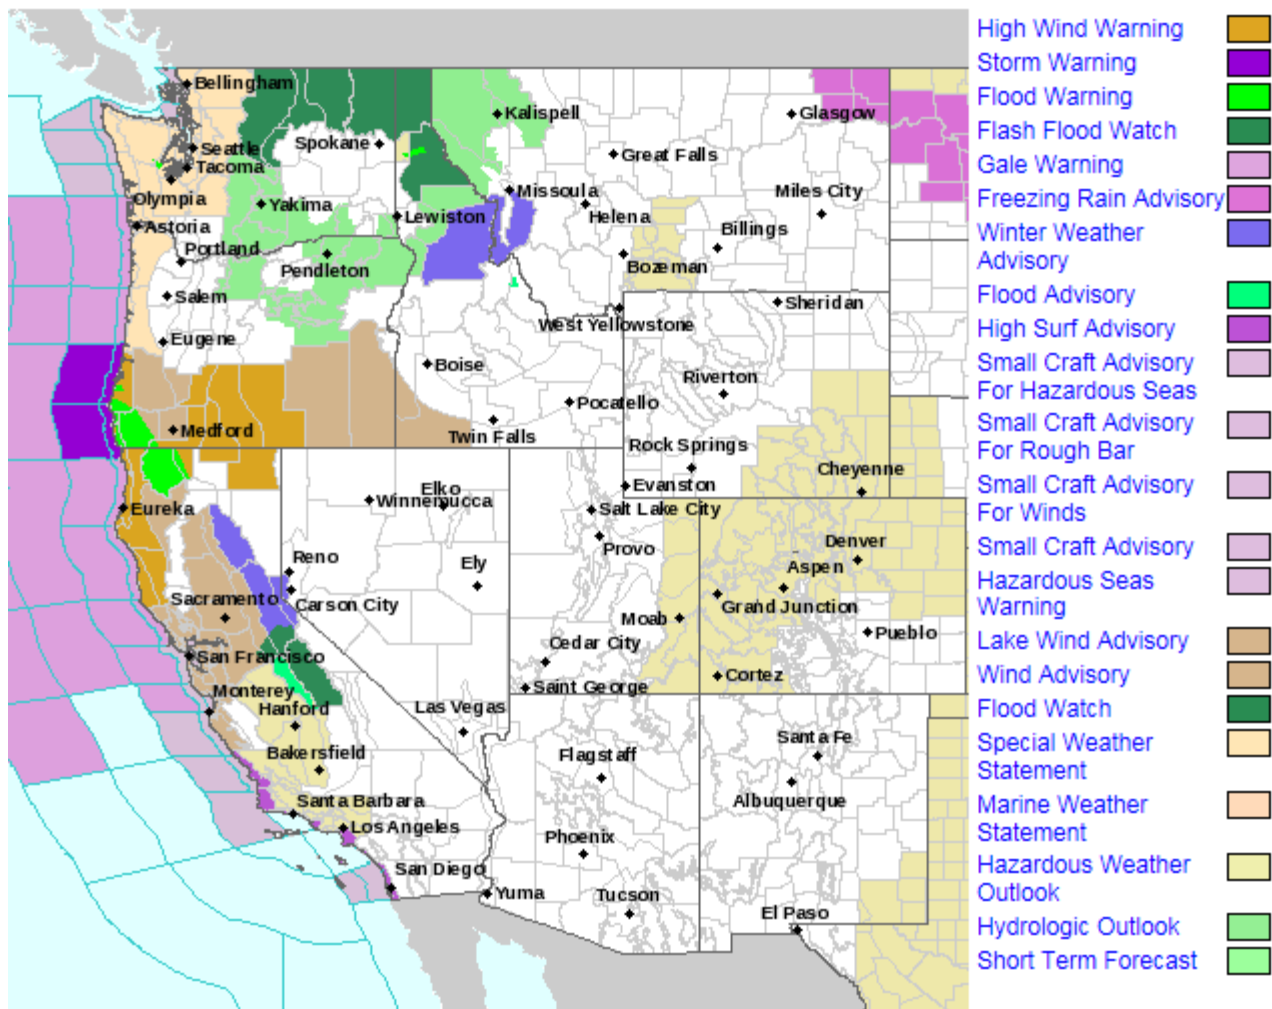 Bellingham
Seattle
Tacoma
Olympia
Astoria
Portland
Salem
Eugene
Medford
Spokane
Yakima
Pendleton
Lewiston
Kalispell
Glasgow
Great Falls
Missoula
Helena
Miles City
Billings
Bozeman
West Yellowstone
Sheridan
Boise
Pocatello
Twin Falls
Riverton
Rock Springs
Cheyenne
Evanston
Eureka
Elko
Winnemucca
Salt Lake City
Provo
Reno
Ely
Carson City
Sacramento
Denver
Aspen
Grand Junction
Moab
Pueblo
Cedar City
Cortez
San Francisco
Saint George
Monterey
Hanford
Las Vegas
Bakersfield
Flagstaff
Santa Fe
Albuquerque
Santa Barbara
Los Angeles
Phoenix
San Diego
Yuma
Tucson
El Paso
High Wind Warning
Storm Warning
Flood Warning
Flash Flood Watch
Gale Warning
Freezing Rain Advisory
Winter Weather
Advisory
Flood Advisory
High Surf Advisory
Small Craft Advisory
For Hazardous Seas
Small Craft Advisory
For Rough Bar
Small Craft Advisory
For Winds
Small Craft Advisory
Hazardous Seas
Warning
Lake Wind Advisory
Wind Advisory
Flood Watch
Special Weather
Statement
Marine Weather
Statement
Hazardous Weather
Outlook
Hydrologic Outlook
Short Term Forecast